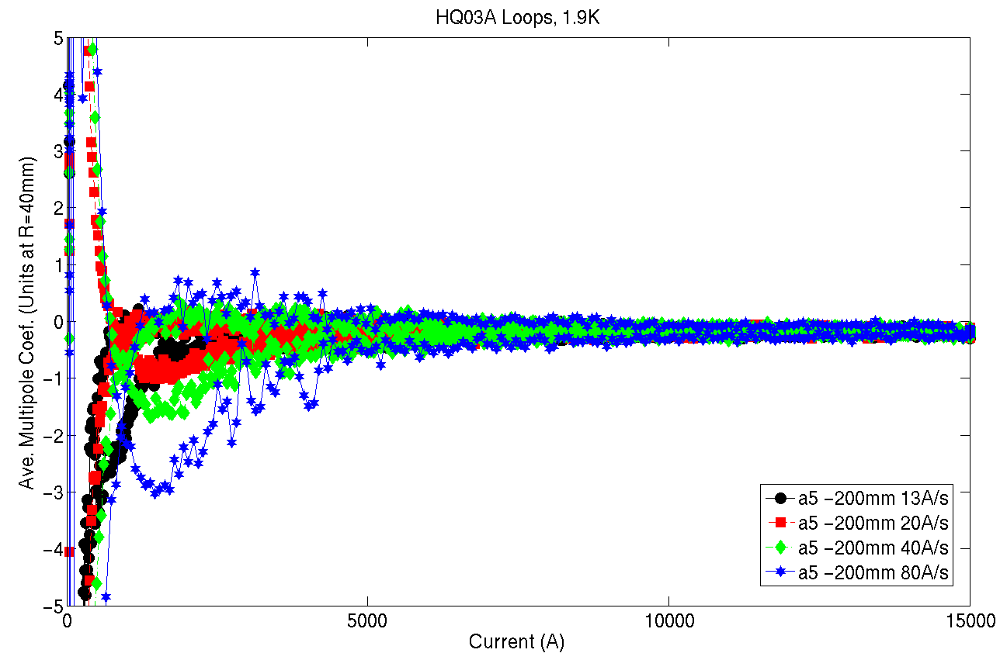 HQ03A Loops, 1.9K
Ave. Multipole Coef. (Units at R=40mm)
5
4
3
2
1
0
−1
−2
−3
−4
−5
a5 −200mm 13A/s
a5 −200mm 20A/s
a5 −200mm 40A/s
a5 −200mm 80A/s
0 5000 10000 15000
Current (A)